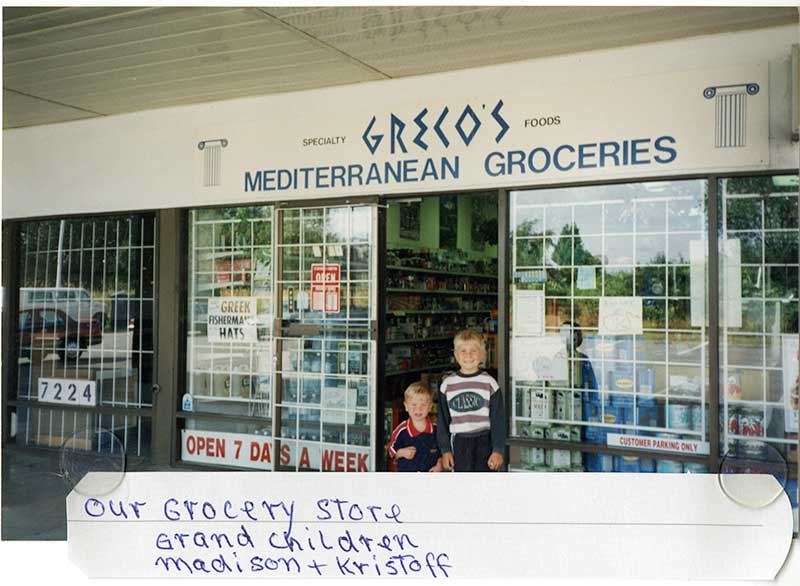 SPECIALTY GRECO'S FOODS
MEDITERRANEAN GROCERIES
OPEN
GREEK
FISHERMAN'S
HATS
7224
OPEN 7 DAYS A WEEK
CUSTOMER PARKING ONLY
CLASSIC
Our Grocery Store
Grand children
madison + Kristoff